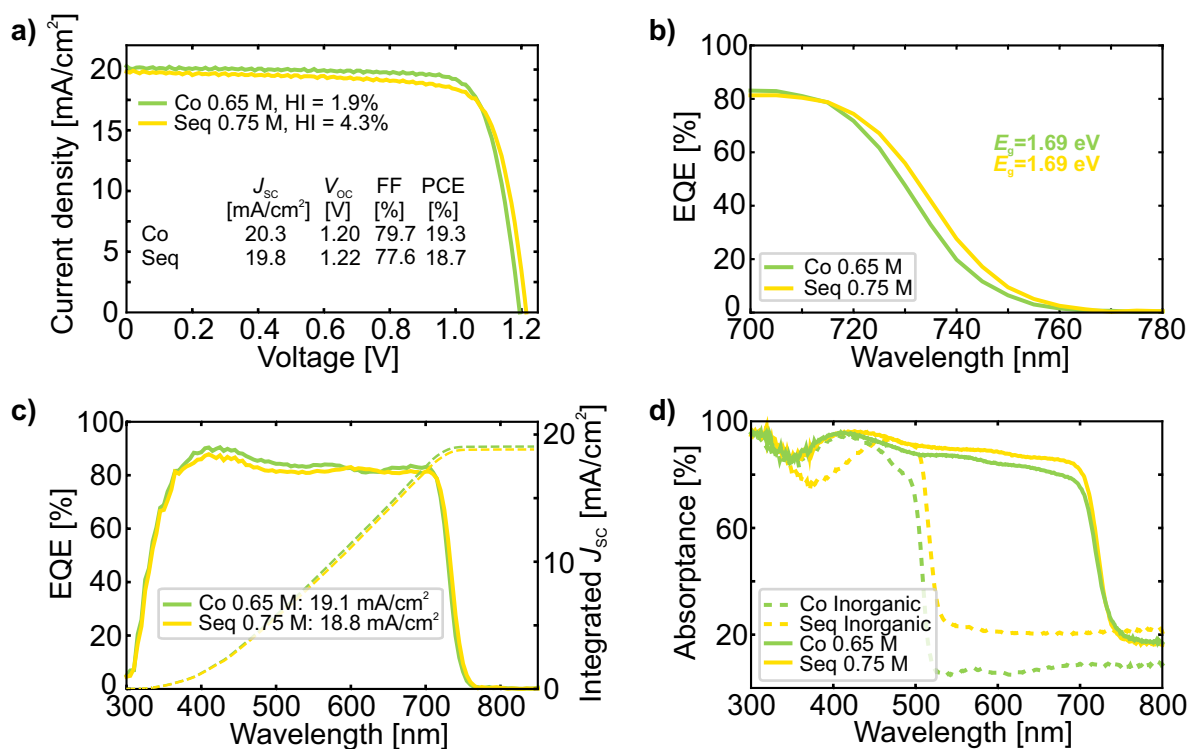 a)
Current density [mA/cm²]
20
15
10
5
0
Co 0.65 M, HI = 1.9%
Seq 0.75 M, HI = 4.3%
J_SC V_OC FF PCE
[mA/cm²] [V] [%] [%]
Co 20.3 1.20 79.7 19.3
Seq 19.8 1.22 77.6 18.7
0 0.2 0.4 0.6 0.8 1.0 1.2
Voltage [V]
b)
EQE [%]
100
80
60
40
20
0
E_g=1.69 eV
E_g=1.69 eV
Co 0.65 M
Seq 0.75 M
700 720 740 760 780
Wavelength [nm]
c)
EQE [%]
100
80
60
40
20
0
Co 0.65 M: 19.1 mA/cm²
Seq 0.75 M: 18.8 mA/cm²
20
10
0
Integrated J_SC [mA/cm²]
300 400 500 600 700 800
Wavelength [nm]
d)
Absorptance [%]
100
80
60
40
20
Co Inorganic
Seq Inorganic
Co 0.65 M
Seq 0.75 M
300 400 500 600 700 800
Wavelength [nm]